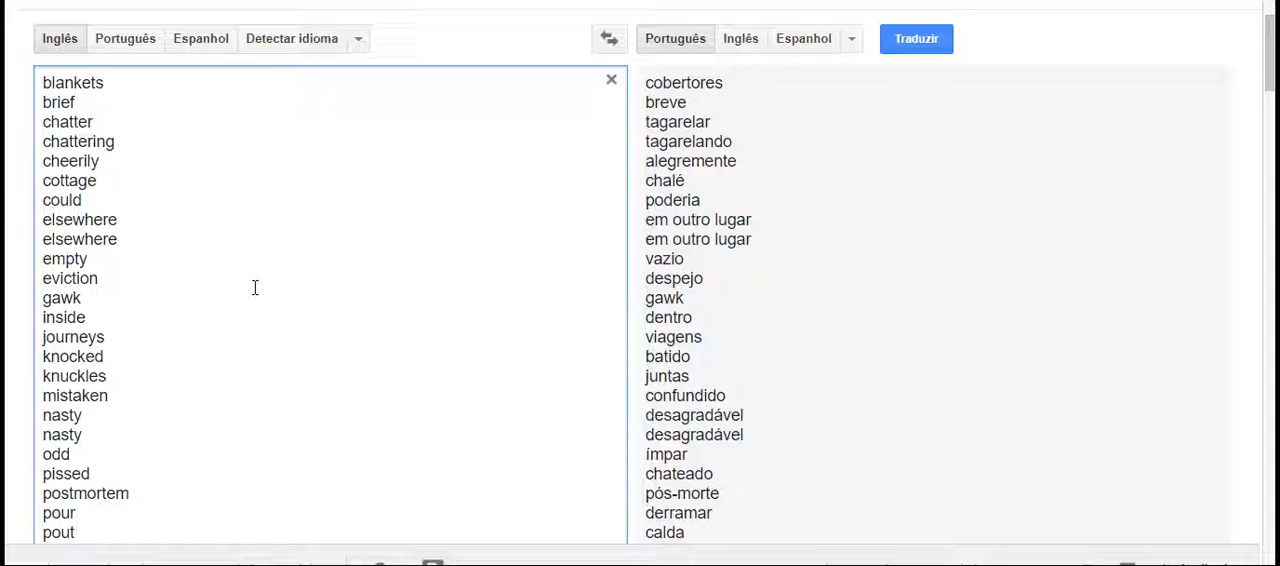 Inglês Português Espanhol Detectar idioma Português Inglês Espanhol Traduzir
blankets cobertores
brief breve
chatter tagarelar
chattering tagarelando
cheerily alegremente
cottage chalé
could poderia
elsewhere em outro lugar
elsewhere em outro lugar
empty vazio
eviction despejo
gawk gawk
inside dentro
journeys viagens
knocked batido
knuckles juntas
mistaken confundido
nasty desagradável
nasty desagradável
odd ímpar
pissed chateado
postmortem pós-morte
pour derramar
pout calda